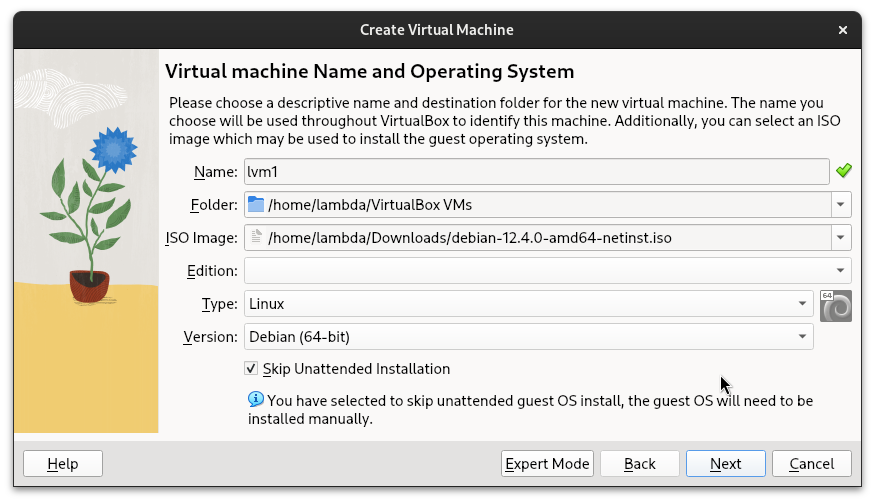 Create Virtual Machine
Virtual machine Name and Operating System
Please choose a descriptive name and destination folder for the new virtual machine. The name you
choose will be used throughout VirtualBox to identify this machine. Additionally, you can select an ISO
image which may be used to install the guest operating system.
Name: lvm1
Folder: /home/lambda/VirtualBox VMs
ISO Image: /home/lambda/Downloads/debian-12.4.0-amd64-netinst.iso
Edition:
Type: Linux 64
Version: Debian (64-bit)
Skip Unattended Installation
You have selected to skip unattended guest OS install, the guest OS will need to be
installed manually.
Help Expert Mode Back Next Cancel